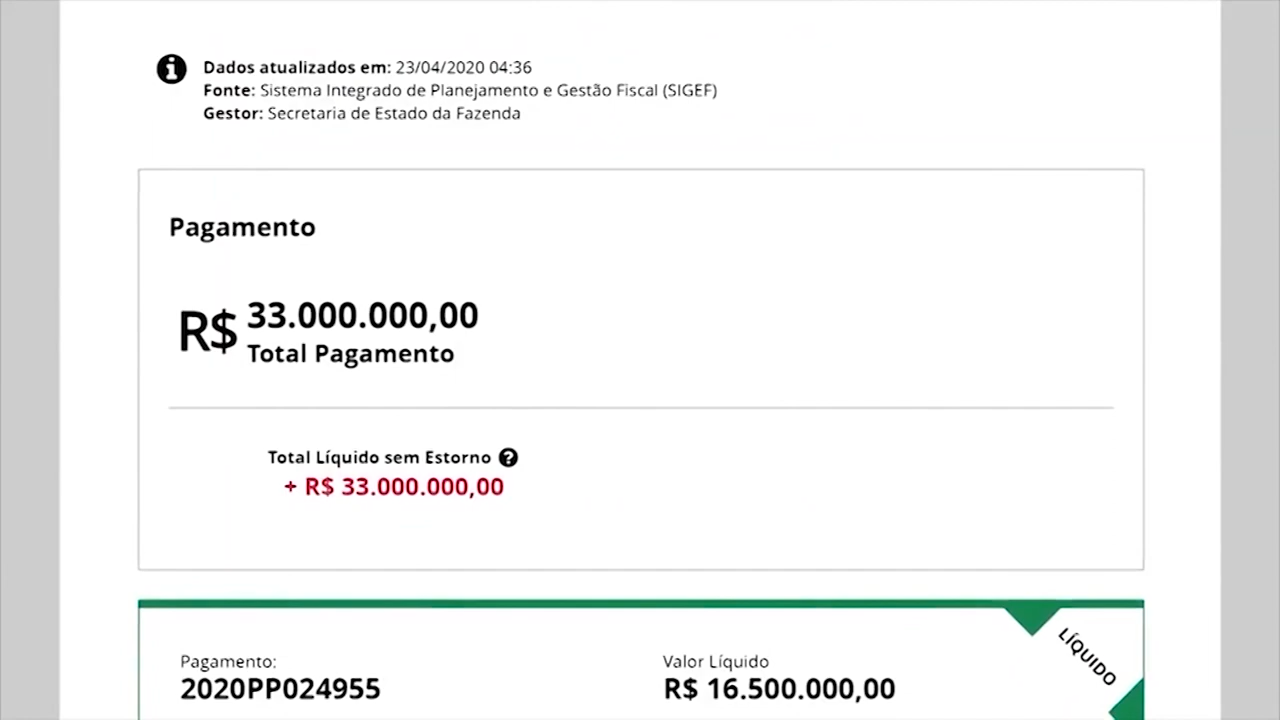 Dados atualizados em: 23/04/2020 04:36
Fonte: Sistema Integrado de Planejamento e Gestão Fiscal (SIGEF)
Gestor: Secretaria de Estado da Fazenda
Pagamento
R$ 33.000.000,00
Total Pagamento
Total Líquido sem Estorno
+ R$ 33.000.000,00
LÍQUIDO
Pagamento:
2020PP024955
Valor Líquido
R$ 16.500.000,00